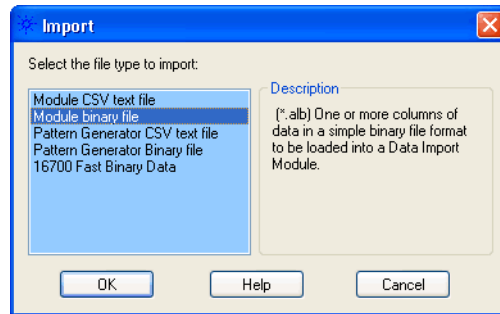 Import
Select the file type to import:
Module CSV text file
Module binary file
Pattern Generator CSV text file
Pattern Generator Binary file
16700 Fast Binary Data
Description
(*.alb) One or more columns of
data in a simple binary file format
to be loaded into a Data Import
Module.
OK
Help
Cancel